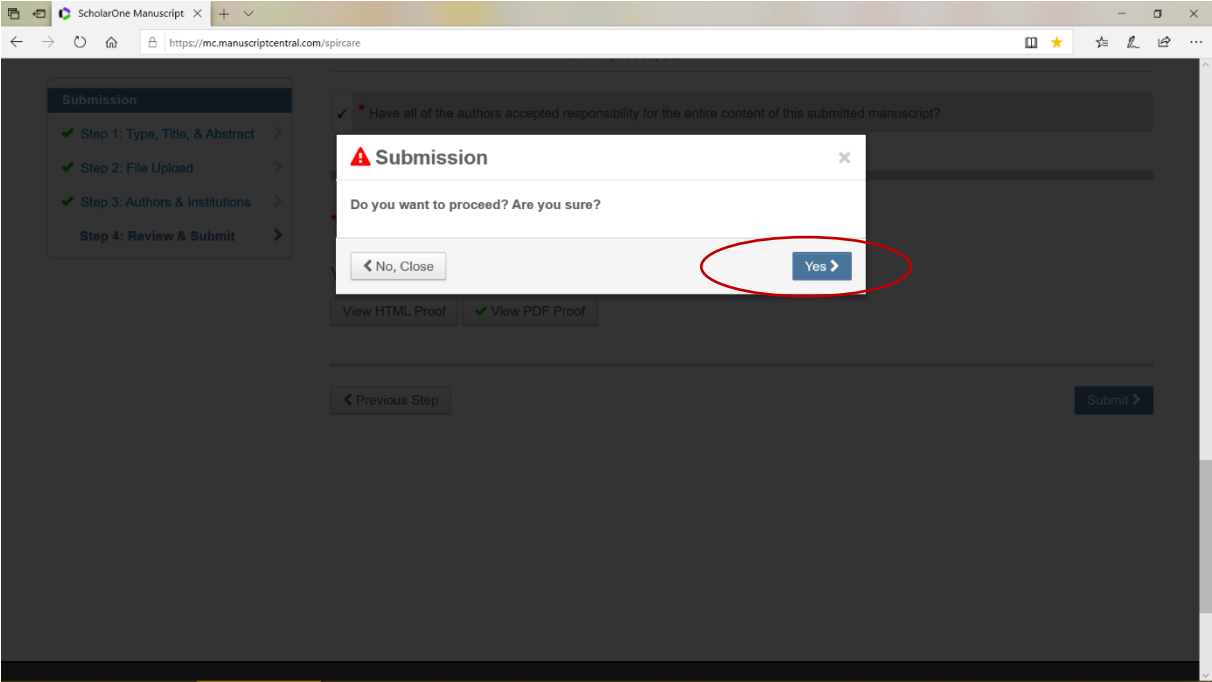 ScholarOne Manuscript
https://mc.manuscriptcentral.com/spircare
Submission
Step 1: Type, Title, & Abstract
Step 2: File Upload
Step 3: Authors & Institutions
Step 4: Review & Submit
* Have all of the authors accepted responsibility for the entire content of this submitted manuscript?
Submission
Do you want to proceed? Are you sure?
No, Close
Yes
View HTML Proof
View PDF Proof
Previous Step
Submit